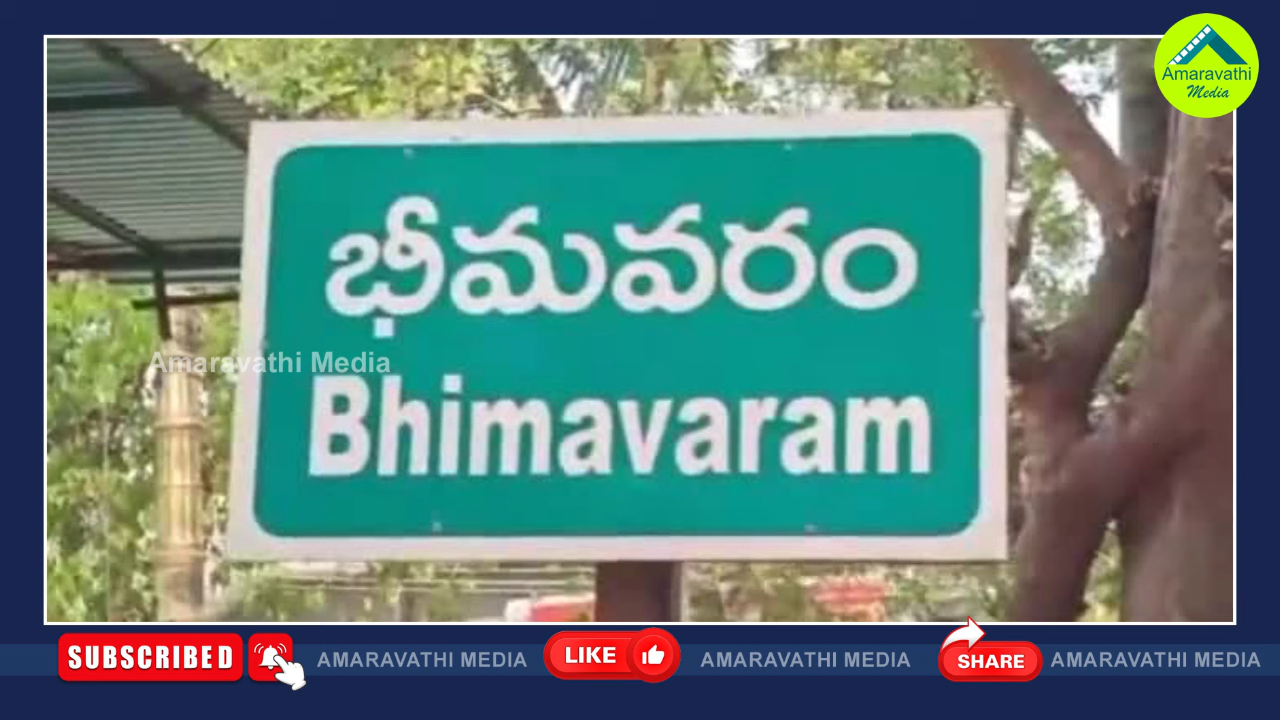 Amaravathi
Media
భీమవరం
Amaravathi Media
Bhimavaram
SUBSCRIBED
AMARAVATHI MEDIA
LIKE
AMARAVATHI MEDIA
SHARE
AMARAVATHI MEDIA